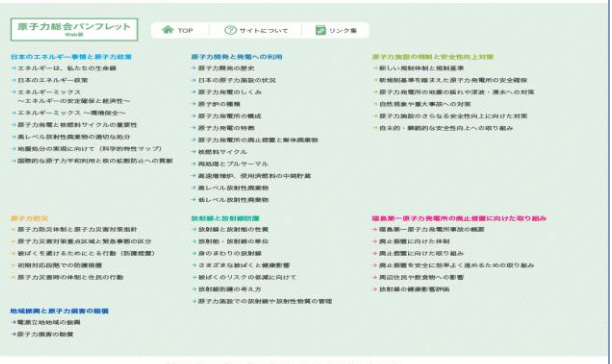 原子力総合パンフレット
Web版
TOP
サイトについて
リンク集
日本のエネルギー事情と原子力政策
→エネルギーは、私たちの生命線
→日本のエネルギー政策
→エネルギーミックス
～エネルギーの安定確保と経済性～
→エネルギーミックス ～環境保全～
→原子力発電と核燃料サイクルの重要性
→高レベル放射性廃棄物の適切な処分
→地層処分の実現に向けて（科学的特性マップ）
→国際的な原子力平和利用と核の拡散防止への貢献
原子力開発と発電への利用
→原子力開発の歴史
→日本の原子力施設の状況
→原子力発電のしくみ
→原子炉の種類
→原子力発電所の構成
→原子力発電の特徴
→原子力発電所の廃止措置と解体廃棄物
→核燃料サイクル
→再処理とプルサーマル
→高速増殖炉、使用済燃料の中間貯蔵
→高レベル放射性廃棄物
→低レベル放射性廃棄物
原子力施設の規制と安全性向上対策
→新しい規制体制と規制基準
→新規制基準を踏まえた原子力発電所の安全確保
→原子力発電所の地震の揺れや津波・浸水への対策
→自然現象や重大事故への対策
→原子力施設のさらなる安全性向上に向けた対策
→自主的・継続的な安全性向上への取り組み
原子力防災
→原子力防災体制と原子力災害対策指針
→原子力災害対策重点区域と緊急事態の区分
→被ばくを避けるためにとる行動（防護措置）
→初期対応段階での防護措置
→原子力災害時の体制と住民の行動
放射線と放射線防護
→放射線と放射能の性質
→放射能・放射線の単位
→身のまわりの放射線
→さまざまな被ばくと健康影響
→被ばくのリスクの低減に向けて
→放射線防護の考え方
→原子力施設での放射線や放射性物質の管理
福島第一原子力発電所の廃止措置に向けた取り組み
→福島第一原子力発電所事故の概要
→廃止措置に向けた体制
→廃止措置に向けた取り組み
→廃止措置を安全に効率よく進めるための取り組み
→周辺住民や飲食物への影響
→放射線の健康影響評価
地域振興と原子力損害の賠償
→電源立地地域の振興
→原子力損害の賠償